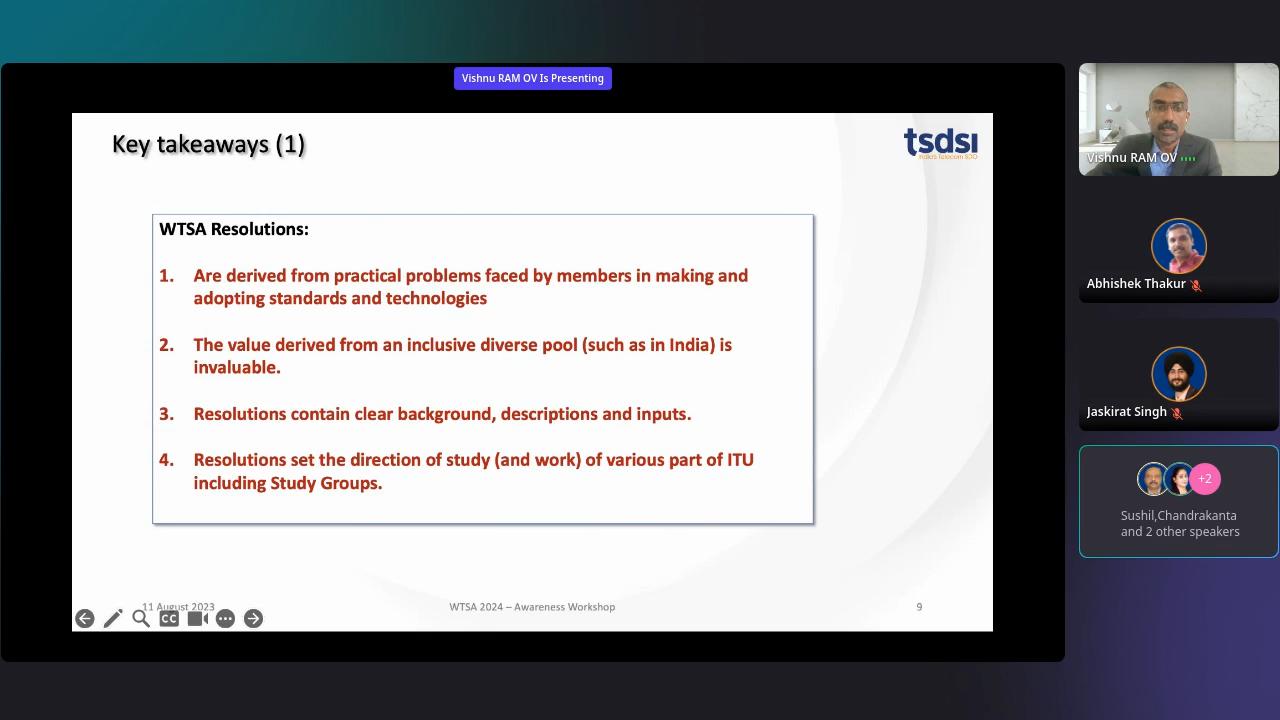 Vishnu RAM OV Is Presenting
Key takeaways (1)
tsdsi
India's Telecom SDO
WTSA Resolutions:
1. Are derived from practical problems faced by members in making and
adopting standards and technologies
2. The value derived from an inclusive diverse pool (such as in India) is
invaluable.
3. Resolutions contain clear background, descriptions and inputs.
4. Resolutions set the direction of study (and work) of various part of ITU
including Study Groups.
11 August 2023
WTSA 2024 – Awareness Workshop
9
CC
Vishnu RAM OV
Abhishek Thakur
Jaskirat Singh
+2
Sushil,Chandrakanta
and 2 other speakers